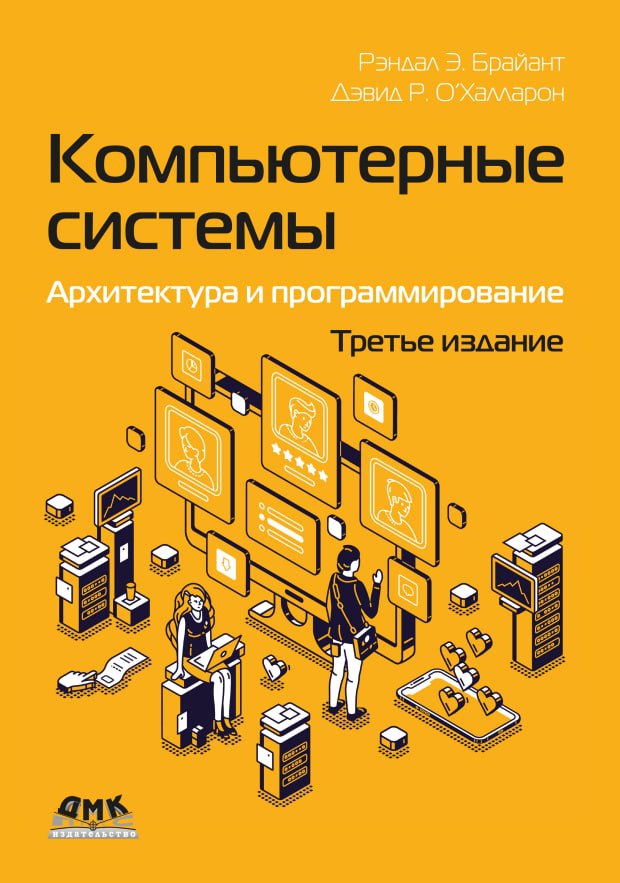 Рэндал Э. Брайант
Дэвид Р. О'Халларон
Компьютерные
системы
Архитектура и программирование
Третье издание
ДМК
издательство